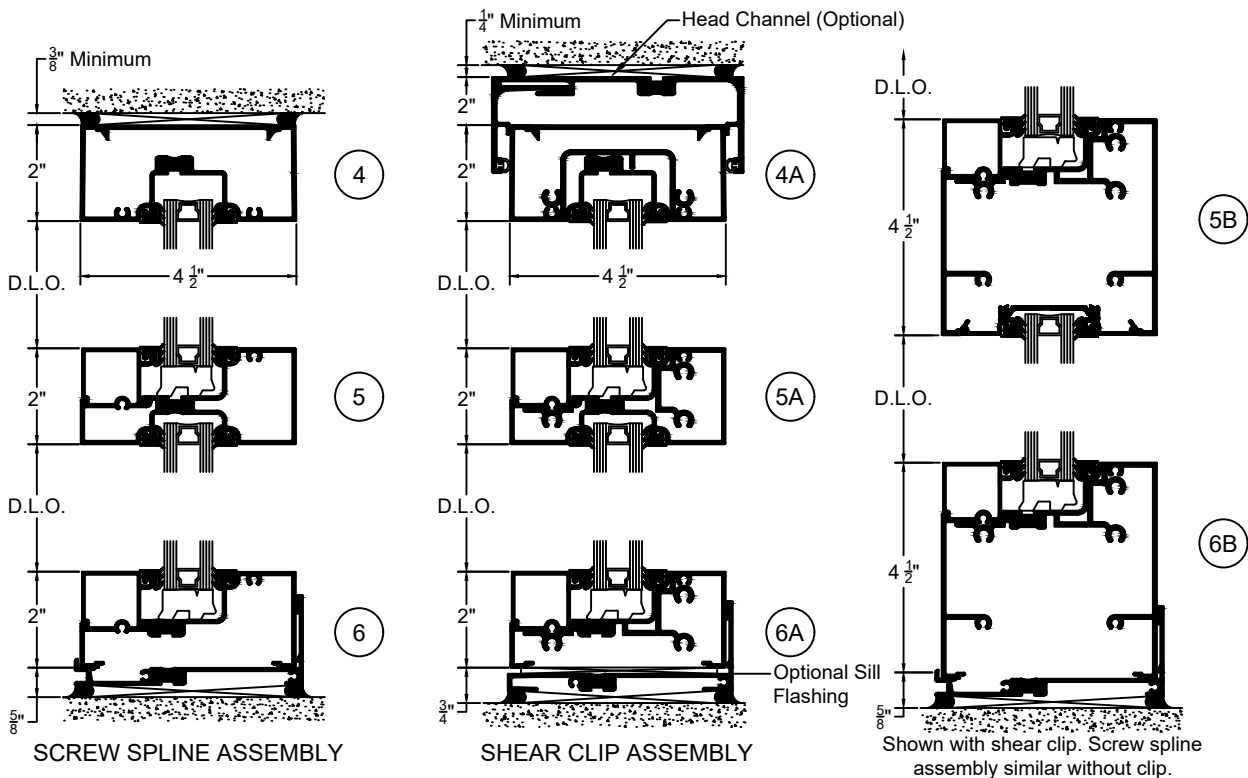 3/8" Minimum
2"
4
4 1/2"
D.L.O.
2"
5
D.L.O.
2"
6
5/8"
SCREW SPLINE ASSEMBLY
1/4" Minimum
Head Channel (Optional)
2"
2"
4A
4 1/2"
D.L.O.
2"
5A
D.L.O.
2"
6A
Optional Sill
Flashing
3/4"
SHEAR CLIP ASSEMBLY
D.L.O.
4 1/2"
5B
D.L.O.
4 1/2"
6B
5/8"
Shown with shear clip. Screw spline
assembly similar without clip.